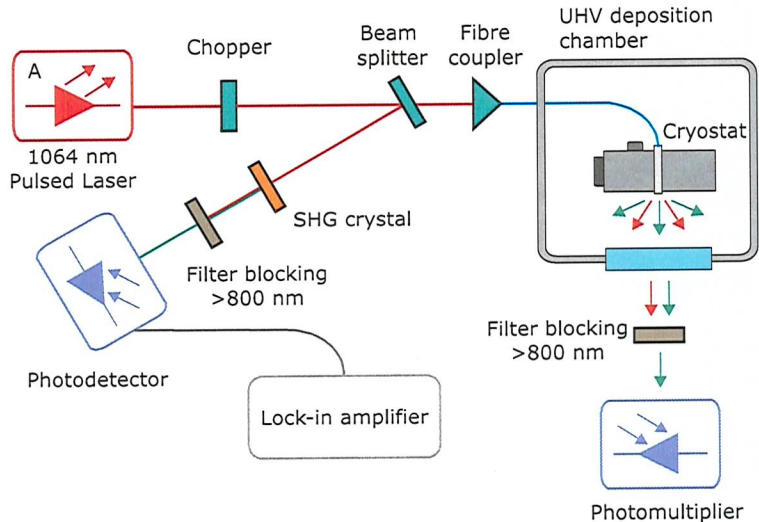 A
1064 nm
Pulsed Laser
Chopper
Beam
splitter
Fibre
coupler
UHV deposition
chamber
Cryostat
SHG crystal
Filter blocking
>800 nm
Photodetector
Lock-in amplifier
Filter blocking
>800 nm
Photomultiplier